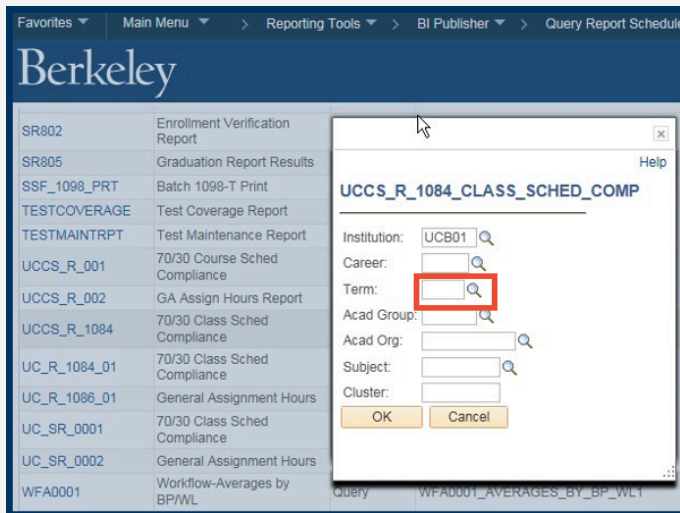 Favorites Main Menu > Reporting Tools > BI Publisher > Query Report Schedule
Berkeley
SR802 Enrollment Verification
Report
SR805 Graduation Report Results
SSF_1098_PRT Batch 1098-T Print
TESTCOVERAGE Test Coverage Report
TESTMAINTRPT Test Maintenance Report
UCCS_R_001 70/30 Course Sched
Compliance
UCCS_R_002 GA Assign Hours Report
UCCS_R_1084 70/30 Class Sched
Compliance
UC_R_1084_01 70/30 Class Sched
Compliance
UC_R_1086_01 General Assignment Hours
UC_SR_0001 70/30 Class Sched
Compliance
UC_SR_0002 General Assignment Hours
WFA0001 Workflow-Averages by
BP/WL
Query WFA0001_AVERAGES_BY_BP_WL1
x
Help
UCCS_R_1084_CLASS_SCHED_COMP
Institution: UCB01
Career:
Term:
Acad Group:
Acad Org:
Subject:
Cluster:
OK Cancel